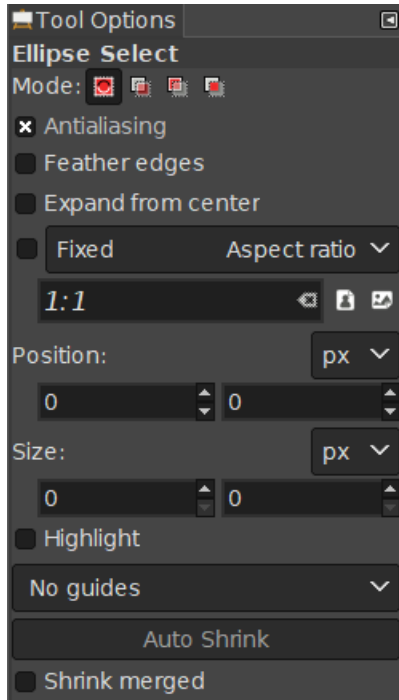 Tool Options
Ellipse Select
Mode:
Antialiasing
Feather edges
Expand from center
Fixed Aspect ratio
1:1
Position: px
0 0
Size: px
0 0
Highlight
No guides
Auto Shrink
Shrink merged